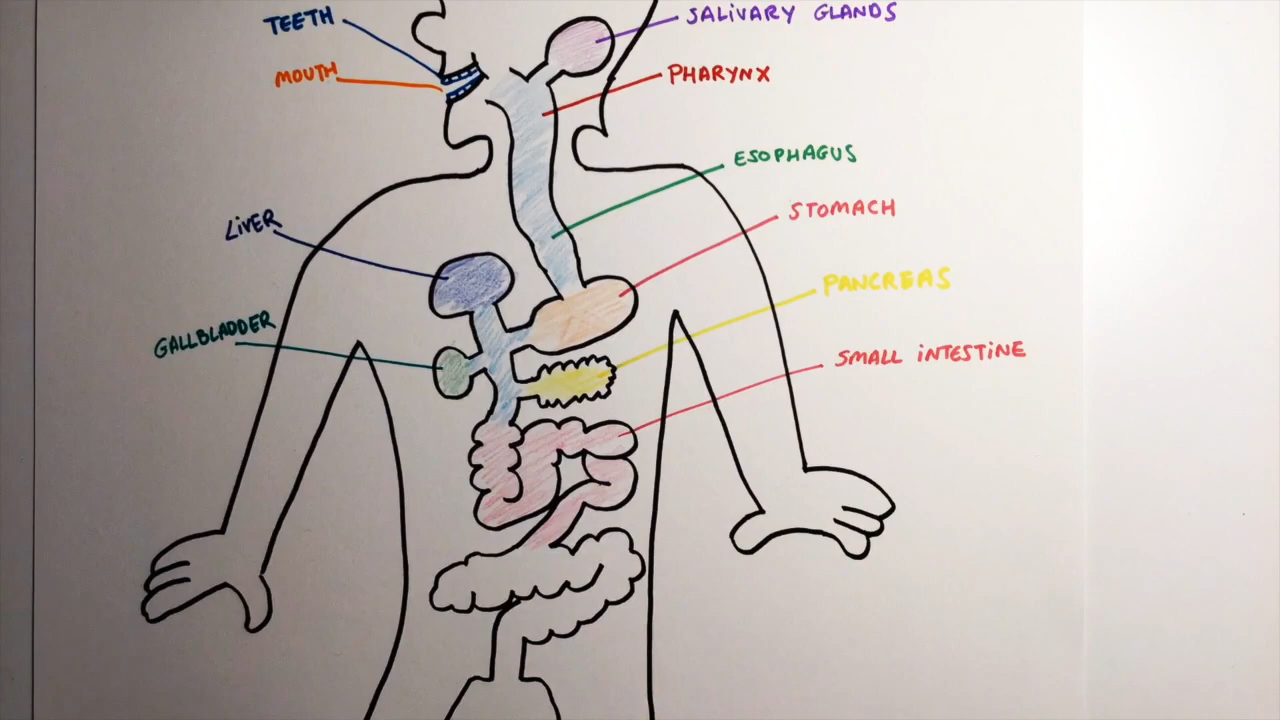 TEETH
SALIVARY GLANDS
MOUTH
PHARYNX
ESOPHAGUS
LIVER
STOMACH
PANCREAS
GALLBLADDER
SMALL INTESTINE